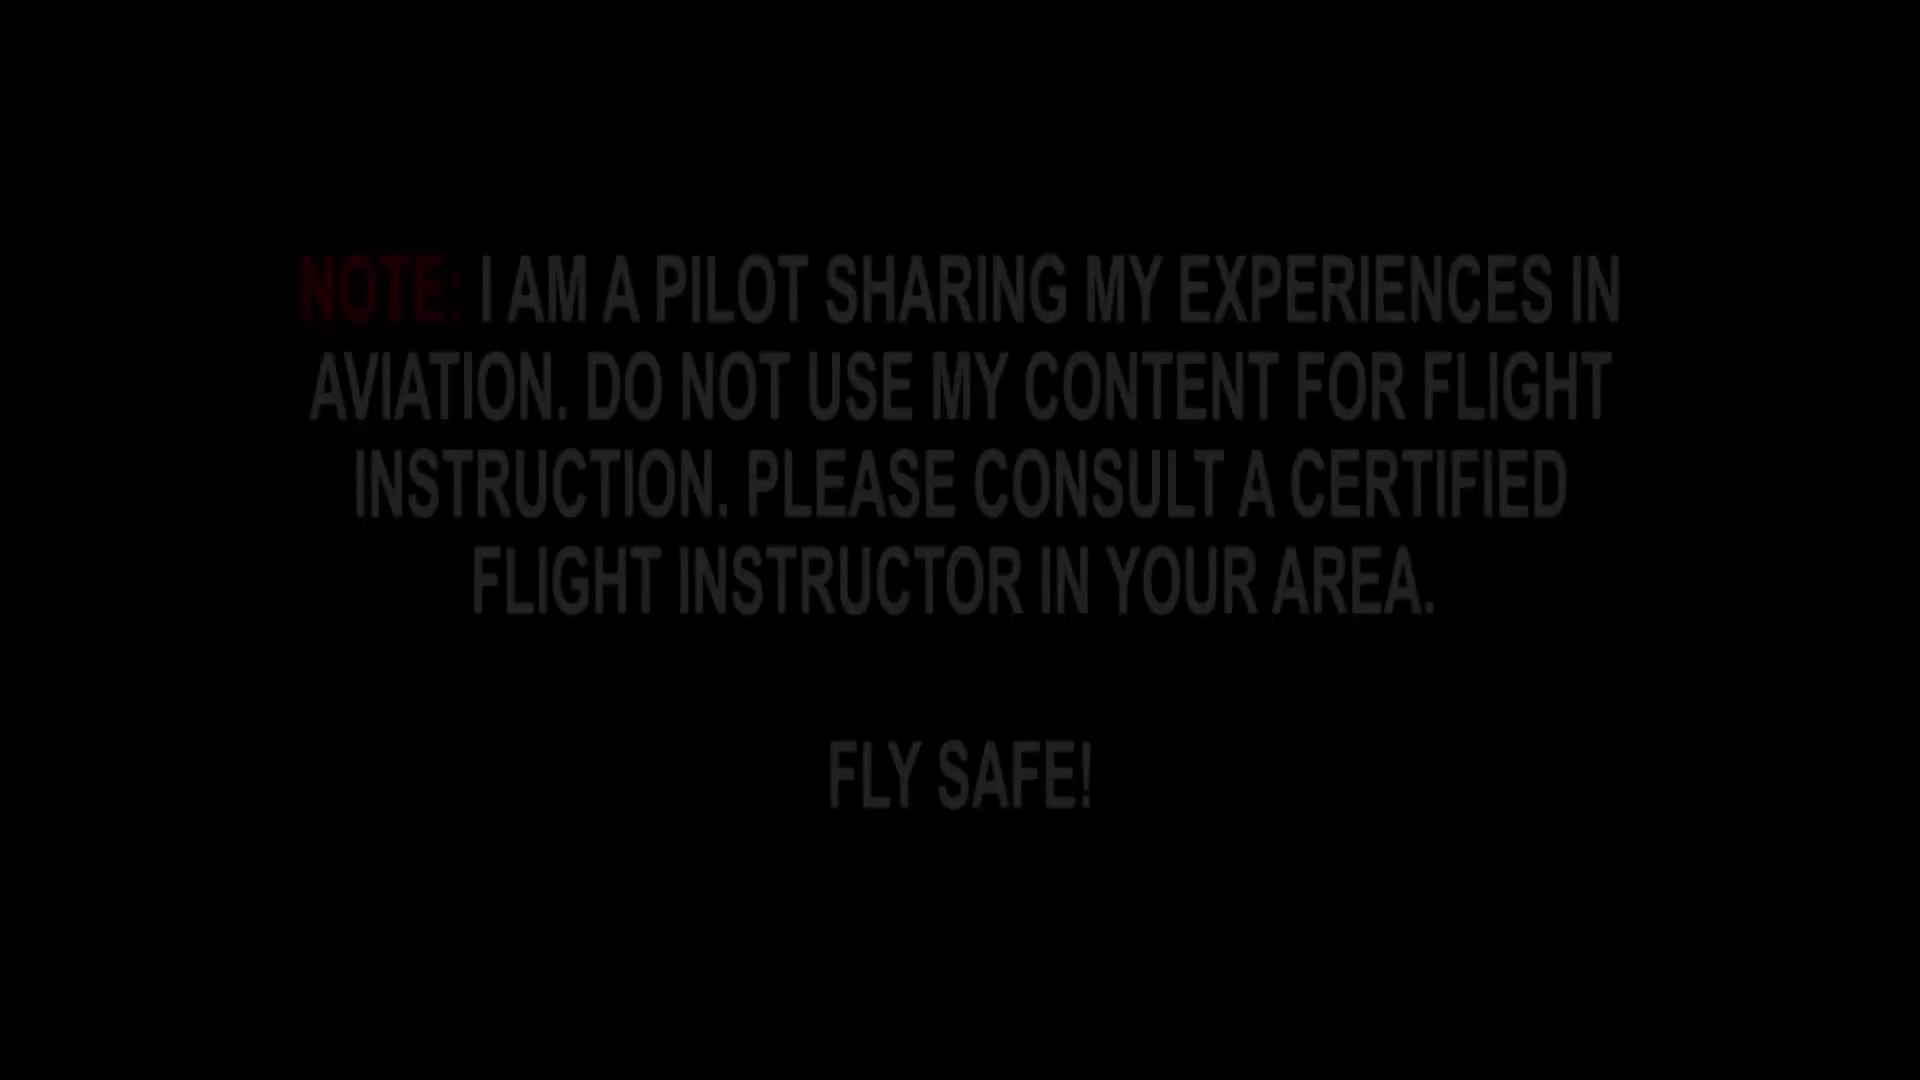 NOTE: I AM A PILOT SHARING MY EXPERIENCES IN
AVIATION. DO NOT USE MY CONTENT FOR FLIGHT
INSTRUCTION. PLEASE CONSULT A CERTIFIED
FLIGHT INSTRUCTOR IN YOUR AREA.
FLY SAFE!